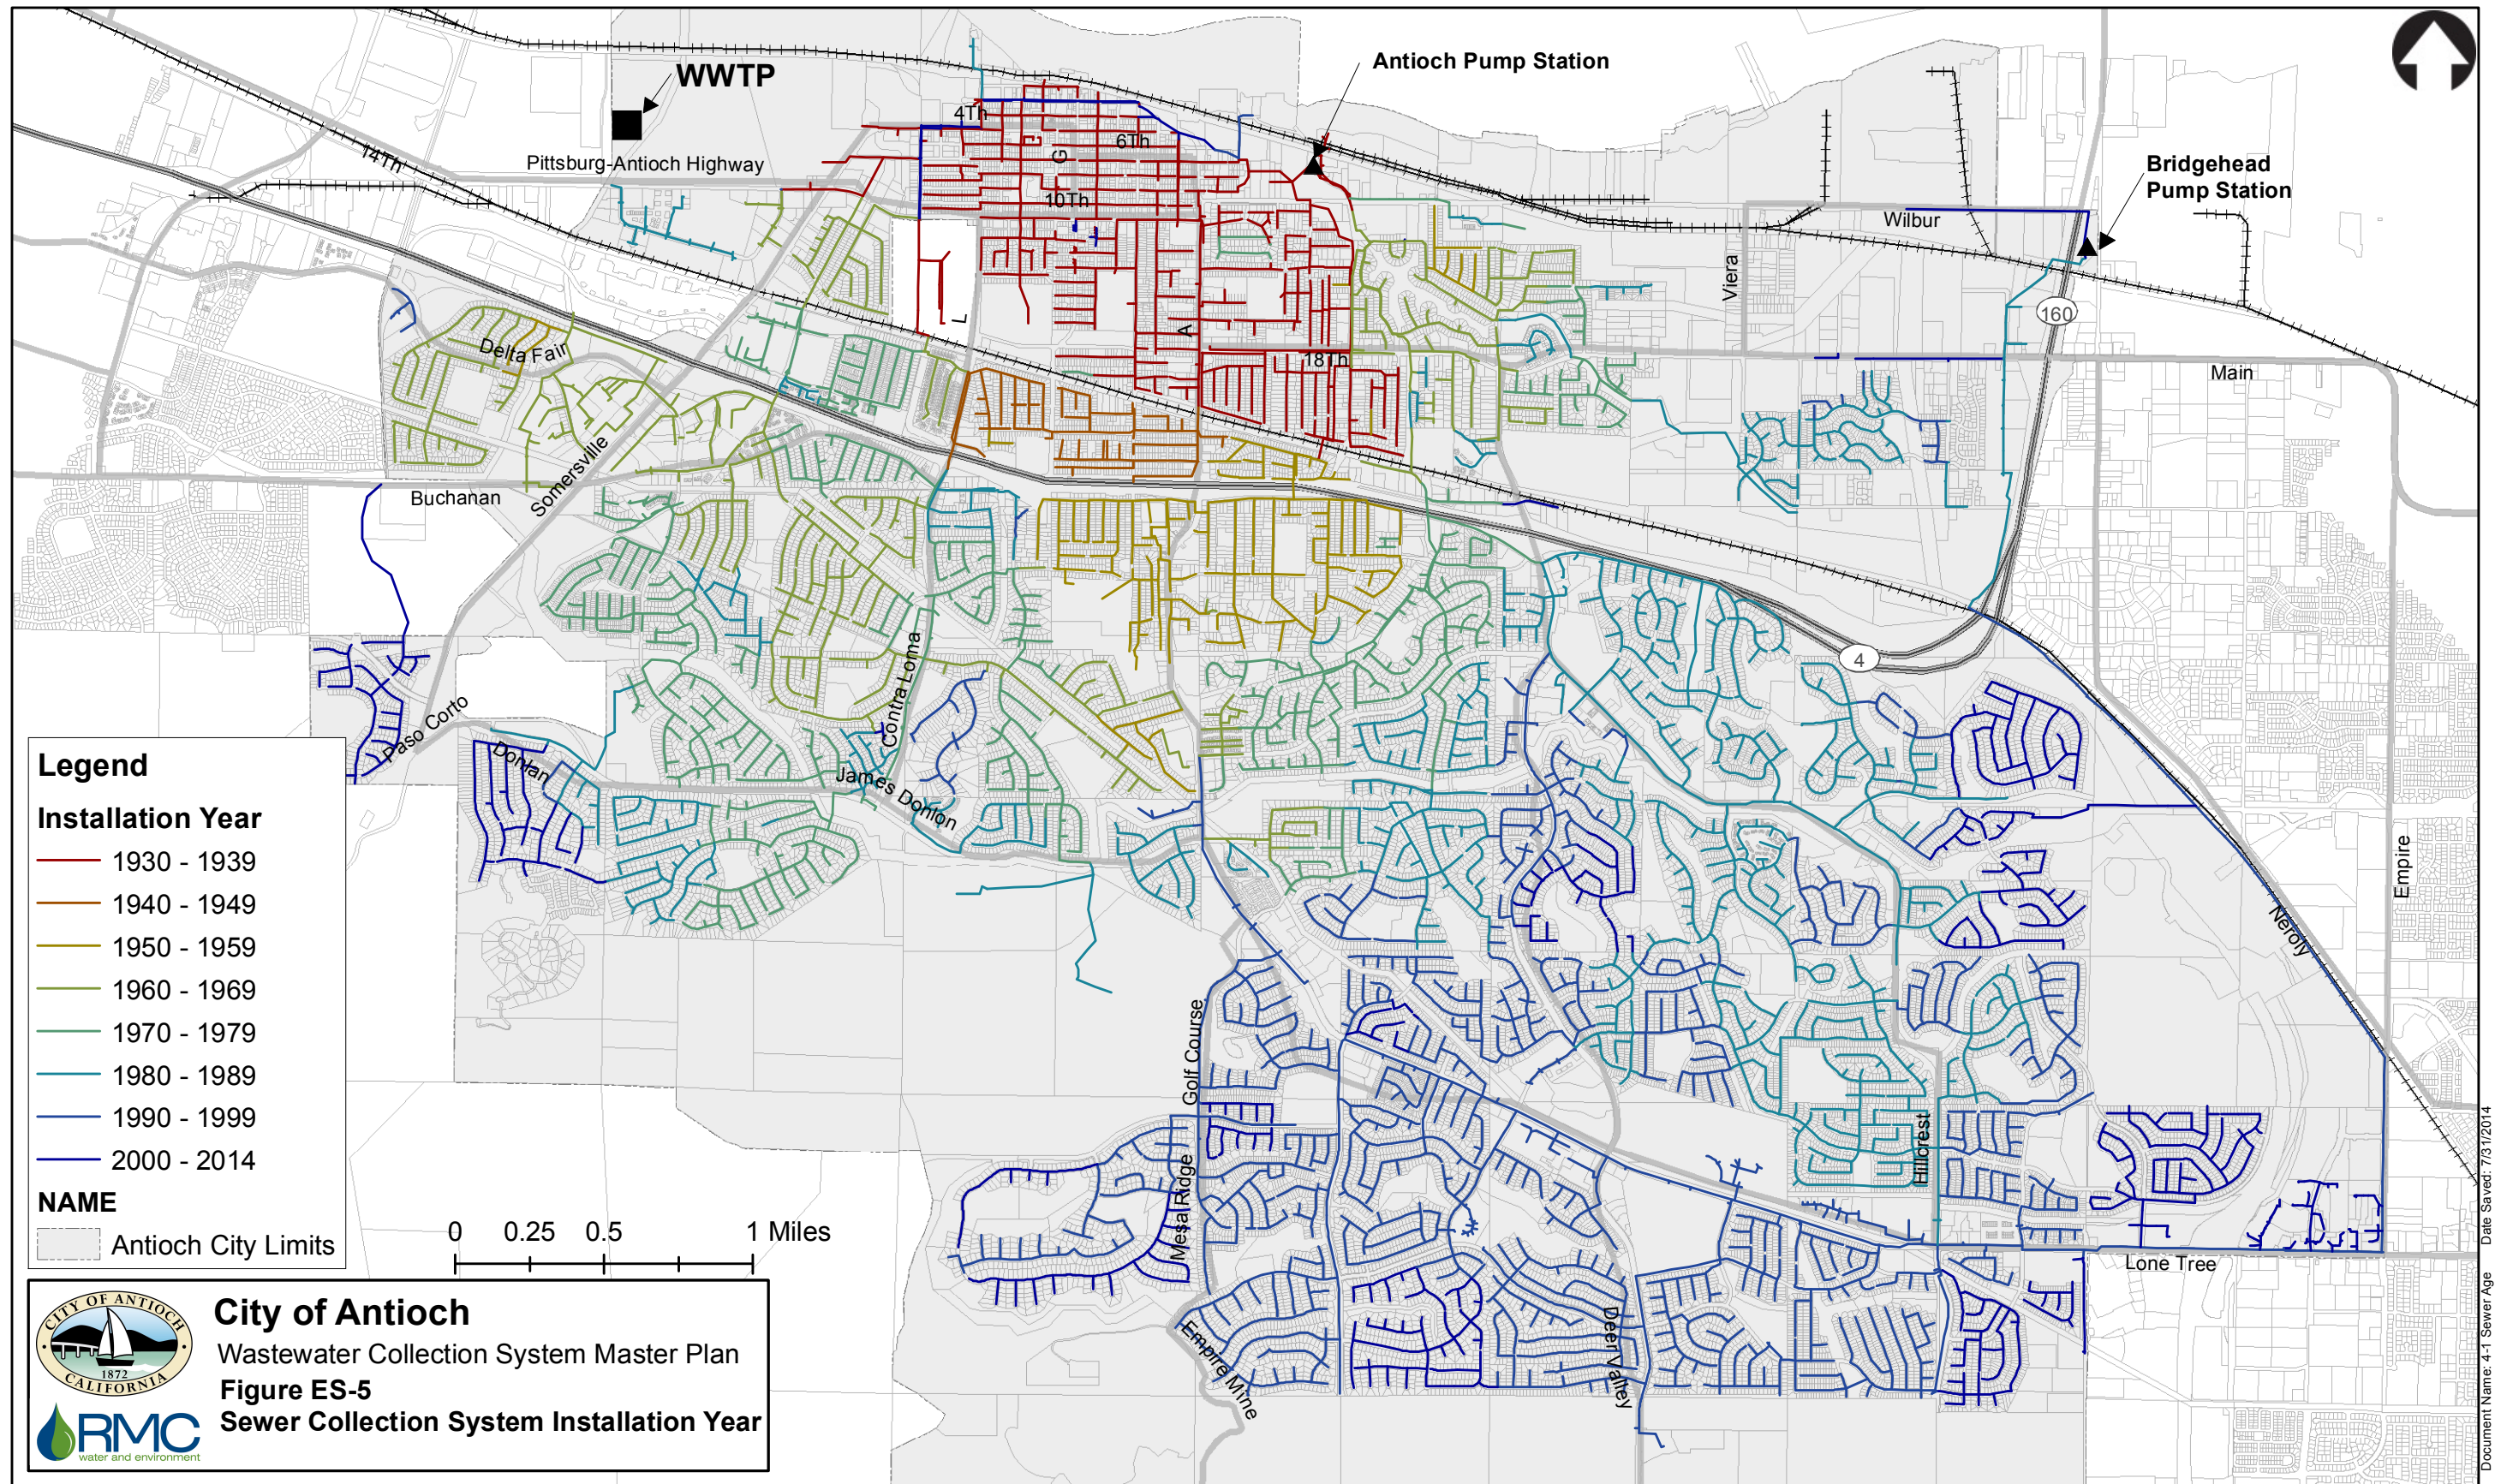 WWTP
Antioch Pump Station
4Th
6Th
G
14Th
Pittsburg-Antioch Highway
10Th
Bridgehead
Pump Station
Wilbur
Viera
160
L
A
Delta Fair
18Th
Main
Somersville
Buchanan
Contra Loma
4
Paso Corto
Donlan
James Donlon
Empire
Neroly
Golf Course
Hillcrest
Mesa Ridge
Lone Tree
Deer Valley
Empire Mine
Legend
Installation Year
1930 - 1939
1940 - 1949
1950 - 1959
1960 - 1969
1970 - 1979
1980 - 1989
1990 - 1999
2000 - 2014
NAME
Antioch City Limits
0 0.25 0.5 1 Miles
CITY OF ANTIOCH
1872
CALIFORNIA
RMC
water and environment
City of Antioch
Wastewater Collection System Master Plan
Figure ES-5
Sewer Collection System Installation Year
Document Name: 4-1 Sewer Age Date Saved: 7/31/2014